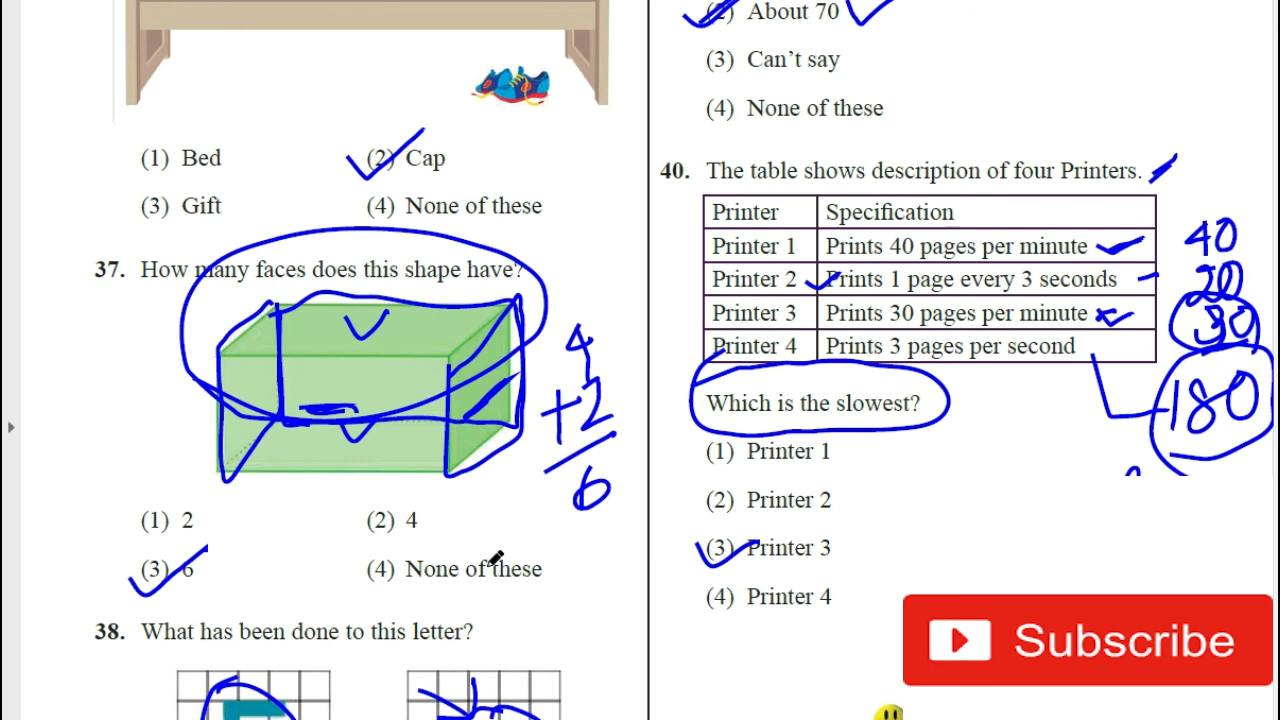 (1) Bed
(2) Cap
(3) Gift
(4) None of these
37. How many faces does this shape have?
4
+2
6
(1) 2
(2) 4
(3) 6
(4) None of these
38. What has been done to this letter?
(2) About 70
(3) Can't say
(4) None of these
40. The table shows description of four Printers.
Printer Specification
Printer 1 Prints 40 pages per minute
Printer 2 Prints 1 page every 3 seconds
Printer 3 Prints 30 pages per minute
Printer 4 Prints 3 pages per second
40
20
30
180
Which is the slowest?
(1) Printer 1
(2) Printer 2
(3) Printer 3
(4) Printer 4
Subscribe